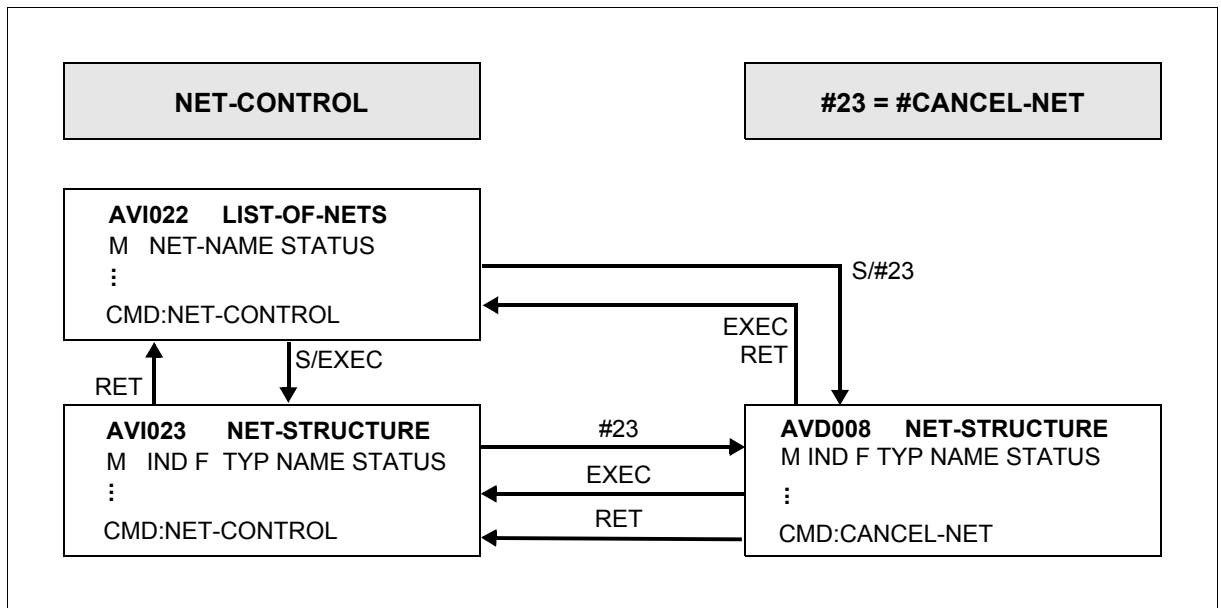 NET-CONTROL
#23 = #CANCEL-NET
AVI022 LIST-OF-NETS
M NET-NAME STATUS
⋮
CMD:NET-CONTROL
S/#23
EXEC
RET
RET
S/EXEC
AVI023 NET-STRUCTURE
M IND F TYP NAME STATUS
⋮
CMD:NET-CONTROL
#23
EXEC
RET
AVD008 NET-STRUCTURE
M IND F TYP NAME STATUS
⋮
CMD:CANCEL-NET